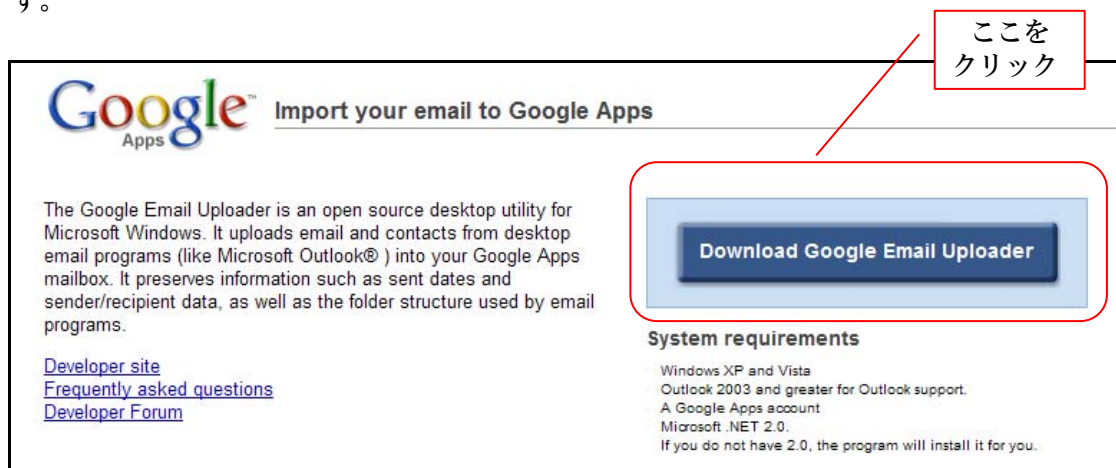 す。
ここを
クリック
Google™ Import your email to Google Apps
Apps
The Google Email Uploader is an open source desktop utility for
Microsoft Windows. It uploads email and contacts from desktop
email programs (like Microsoft Outlook® ) into your Google Apps
mailbox. It preserves information such as sent dates and
sender/recipient data, as well as the folder structure used by email
programs.
Developer site
Frequently asked questions
Developer Forum
Download Google Email Uploader
System requirements
Windows XP and Vista
Outlook 2003 and greater for Outlook support.
A Google Apps account
Microsoft .NET 2.0.
If you do not have 2.0, the program will install it for you.